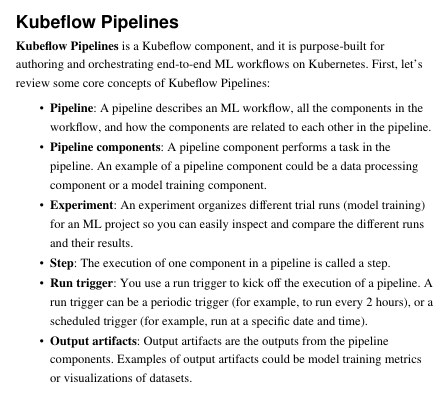 Kubeflow Pipelines
Kubeflow Pipelines is a Kubeflow component, and it is purpose-built for
authoring and orchestrating end-to-end ML workflows on Kubernetes. First, let's
review some core concepts of Kubeflow Pipelines:
• Pipeline: A pipeline describes an ML workflow, all the components in the
workflow, and how the components are related to each other in the pipeline.
• Pipeline components: A pipeline component performs a task in the
pipeline. An example of a pipeline component could be a data processing
component or a model training component.
• Experiment: An experiment organizes different trial runs (model training)
for an ML project so you can easily inspect and compare the different runs
and their results.
• Step: The execution of one component in a pipeline is called a step.
• Run trigger: You use a run trigger to kick off the execution of a pipeline. A
run trigger can be a periodic trigger (for example, to run every 2 hours), or a
scheduled trigger (for example, run at a specific date and time).
• Output artifacts: Output artifacts are the outputs from the pipeline
components. Examples of output artifacts could be model training metrics
or visualizations of datasets.